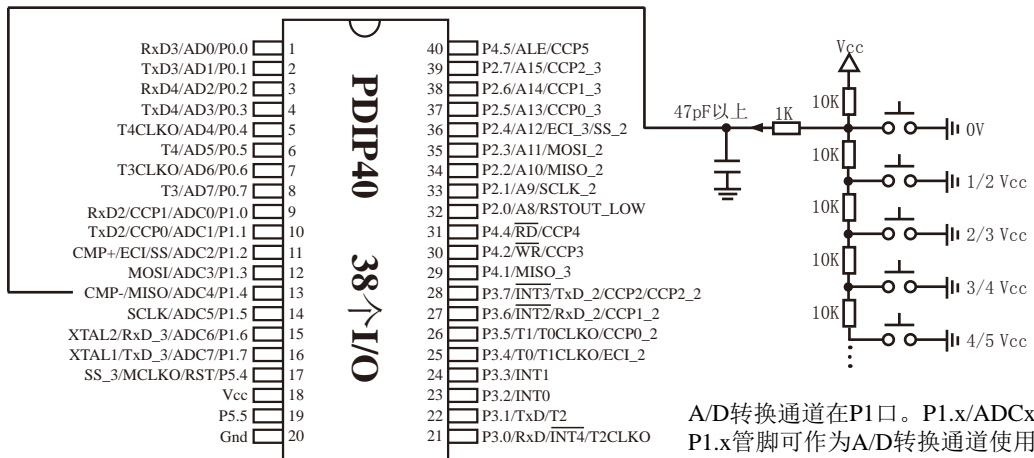 RxD3/AD0/P0.0 1
TxD3/AD1/P0.1 2
RxD4/AD2/P0.2 3
TxD4/AD3/P0.3 4
T4CLKO/AD4/P0.4 5
T4/AD5/P0.5 6
T3CLKO/AD6/P0.6 7
T3/AD7/P0.7 8
RxD2/CCP1/ADC0/P1.0 9
TxD2/CCP0/ADC1/P1.1 10
CMP+/ECI/SS/ADC2/P1.2 11
MOSI/ADC3/P1.3 12
CMP-/MISO/ADC4/P1.4 13
SCLK/ADC5/P1.5 14
XTAL2/RxD_3/ADC6/P1.6 15
XTAL1/TxD_3/ADC7/P1.7 16
SS_3/MCLKO/RST/P5.4 17
Vcc 18
P5.5 19
Gnd 20
PDIP40 38个I/O
40 P4.5/ALE/CCP5
39 P2.7/A15/CCP2_3
38 P2.6/A14/CCP1_3
37 P2.5/A13/CCP0_3
36 P2.4/A12/ECI_3/SS_2
35 P2.3/A11/MOSI_2
34 P2.2/A10/MISO_2
33 P2.1/A9/SCLK_2
32 P2.0/A8/RSTOUT_LOW
31 P4.4/RD/CCP4
30 P4.2/WR/CCP3
29 P4.1/MISO_3
28 P3.7/INT3/TxD_2/CCP2/CCP2_2
27 P3.6/INT2/RxD_2/CCP1_2
26 P3.5/T1/T0CLKO/CCP0_2
25 P3.4/T0/T1CLKO/ECI_2
24 P3.3/INT1
23 P3.2/INT0
22 P3.1/TxD/T2
21 P3.0/RxD/INT4/T2CLKO
47pF以上
1K
Vcc
10K
0V
10K
1/2 Vcc
10K
2/3 Vcc
10K
3/4 Vcc
10K
4/5 Vcc
A/D转换通道在P1口。P1.x/ADCx
P1.x管脚可作为A/D转换通道使用